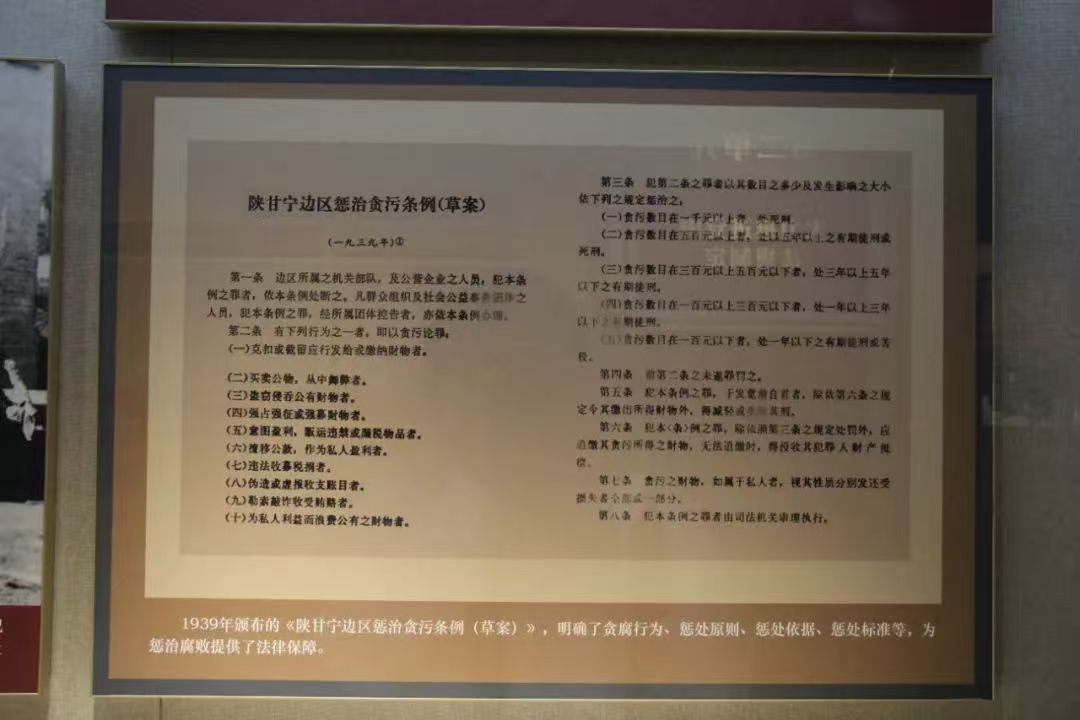 陕甘宁边区惩治贪污条例(草案)
(一九三九年)①
第一条 边区所属之机关部队，及公营企业之人员，犯本条
例之罪者，依本条例处断之。凡群众组织及社会公益事务团体之
人员，犯本条例之罪，经所属团体控告者，亦依本条例办理。
第二条 有下列行为之一者，即以贪污论罪：
(一)克扣或截留应行发给或缴纳财物者。
(二)买卖公物，从中舞弊者。
(三)盗窃侵吞公有财物者。
(四)强占强征或强募财物者。
(五)意图盈利，贩运违禁或漏税物品者。
(六)擅移公款，作为私人盈利者。
(七)违法收募税捐者。
(八)伪造或虚报收支账目者。
(九)勒索敲诈收受贿赂者。
(十)为私人利益而浪费公有之财物者。
第三条 犯第二条之罪者以其数目之多少及发生影响之大小
依下列之规定惩治之：
(一)贪污数目在一千元以上者，处死刑。
(二)贪污数目在五百元以上者，处以五年以上之有期徒刑或
死刑。
(三)贪污数目在三百元以上五百元以下者，处三年以上五年
以下之有期徒刑。
(四)贪污数目在一百元以上三百元以下者，处一年以上三年
以下之有期徒刑。
(五)贪污数目在一百元以下者，处一年以下之有期徒刑或苦
役。
第四条 前第二条之未遂罪罚之。
第五条 犯本条例之罪，于发觉前自首者，除依第六条之规
定令其缴出所得财物外，得减轻或免除其刑。
第六条 犯本〈条〉例之罪，除依须第三条之规定处罚外，应
追缴其贪污所得之财物，无法追缴时，得没收其犯罪人财产抵
偿。
第七条 贪污之财物，如属于私人者，视其性质分别发还受
损失者全部或一部分。
第八条 犯本条例之罪者由司法机关审理执行。
1939年颁布的《陕甘宁边区惩治贪污条例（草案）》，明确了贪腐行为、惩处原则、惩处依据、惩处标准等，为
惩治腐败提供了法律保障。